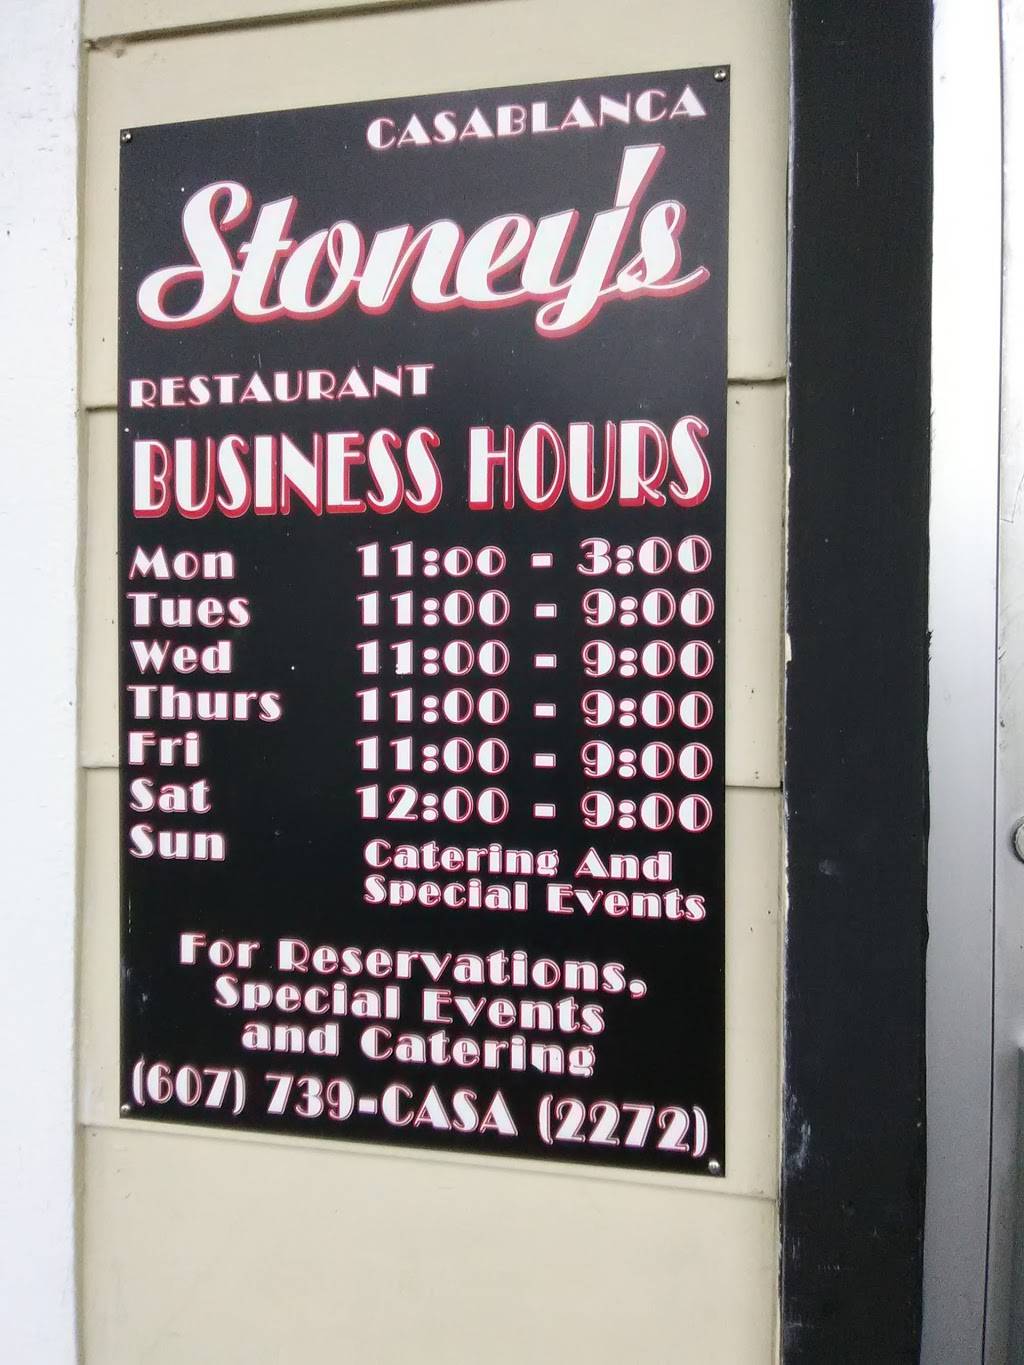 CASABLANCA
Stoney's
RESTAURANT
BUSINESS HOURS
Mon 11:00 - 3:00
Tues 11:00 - 9:00
Wed 11:00 - 9:00
Thurs 11:00 - 9:00
Fri 11:00 - 9:00
Sat 12:00 - 9:00
Sun Catering And
Special Events
For Reservations,
Special Events
and Catering
(607) 739-CASA (2272)